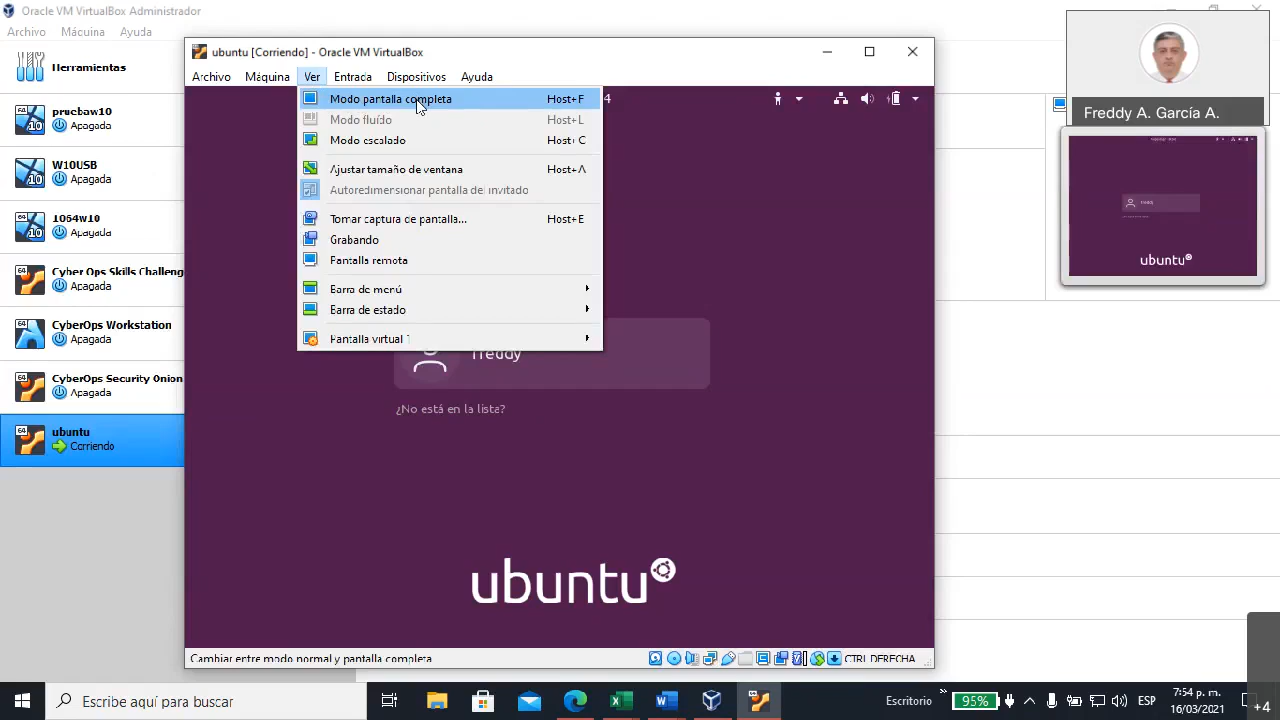 Oracle VM VirtualBox Administrador
Archivo Máquina Ayuda
Herramientas
pruebaw10
Apagada
W10USB
Apagada
1064w10
Apagada
Cyber Ops Skills Challeng
Apagada
CyberOps Workstation
Apagada
CyberOps Security Onion
Apagada
ubuntu
Corriendo
ubuntu [Corriendo] - Oracle VM VirtualBox
Archivo Máquina Ver Entrada Dispositivos Ayuda
Modo pantalla completa Host+F
Modo fluído Host+L
Modo escalado Host+C
Ajustar tamaño de ventana Host+A
Autoredimensionar pantalla del invitado
Tomar captura de pantalla... Host+E
Grabando
Pantalla remota
Barra de menú
Barra de estado
Pantalla virtual 1
4
Freddy
¿No está en la lista?
ubuntu
Cambiar entre modo normal y pantalla completa
CTRL DERECHA
Freddy A. García A.
Freddy
ubuntu
Escribe aquí para buscar
Escritorio
95%
ESP
7:54 p. m.
16/03/2021
+4